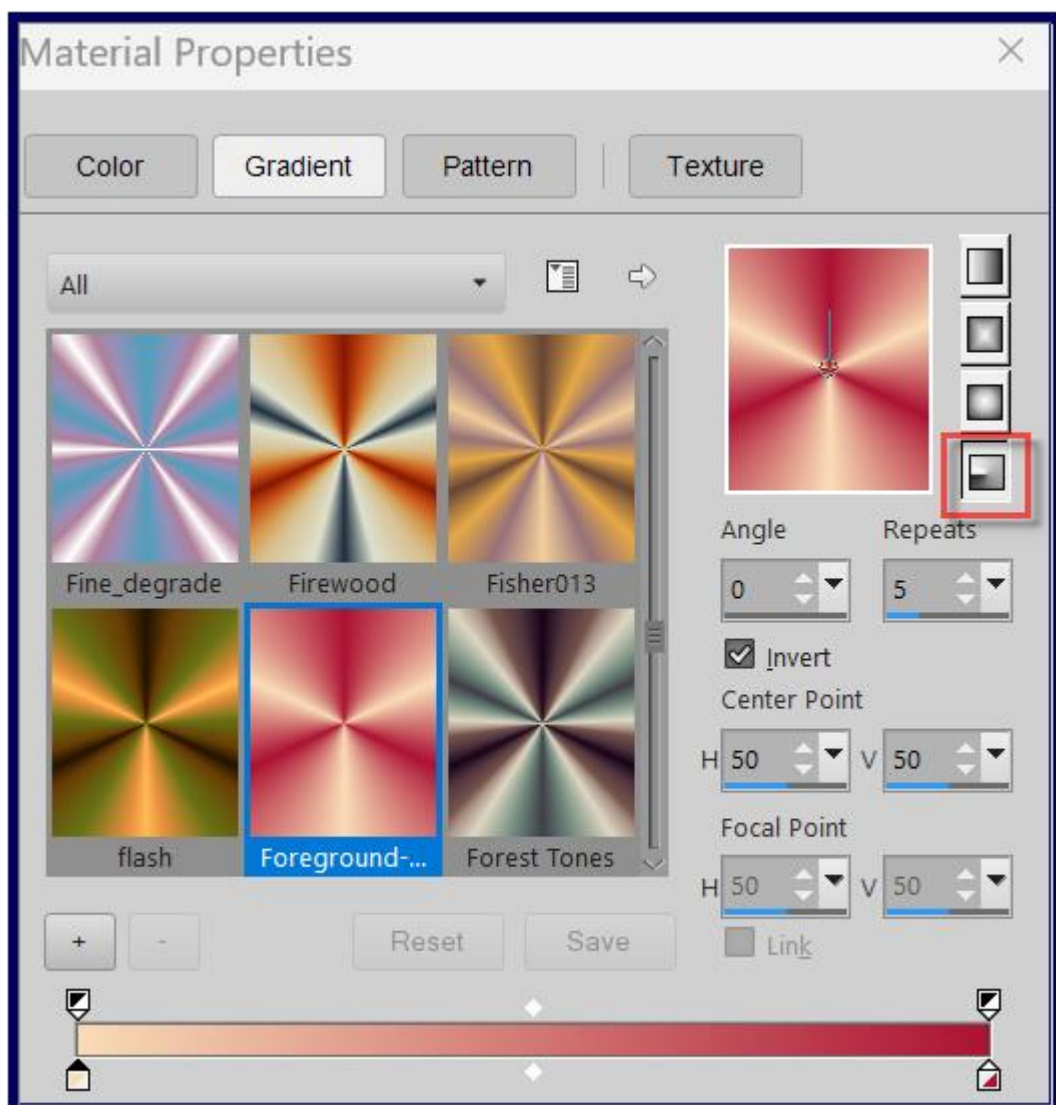 Material Properties
Color Gradient Pattern Texture
All
Fine_degrade Firewood Fisher013
flash Foreground-... Forest Tones
Angle Repeats
0 5
Invert
Center Point
H 50 V 50
Focal Point
H 50 V 50
Link
+ - Reset Save